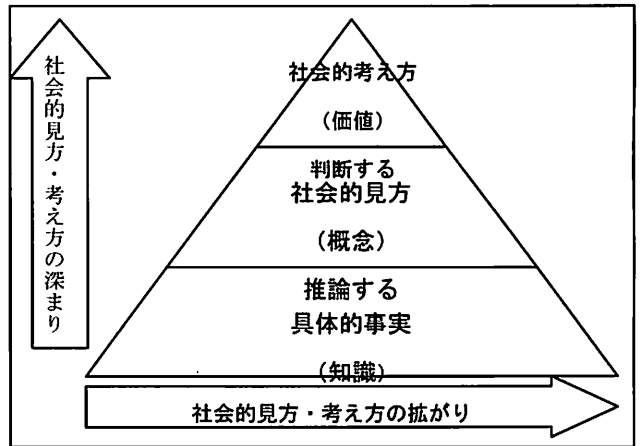 社会的見方・考え方の深まり
社会的考え方
(価値)
判断する
社会的見方
(概念)
推論する
具体的事実
(知識)
社会的見方・考え方の拡がり